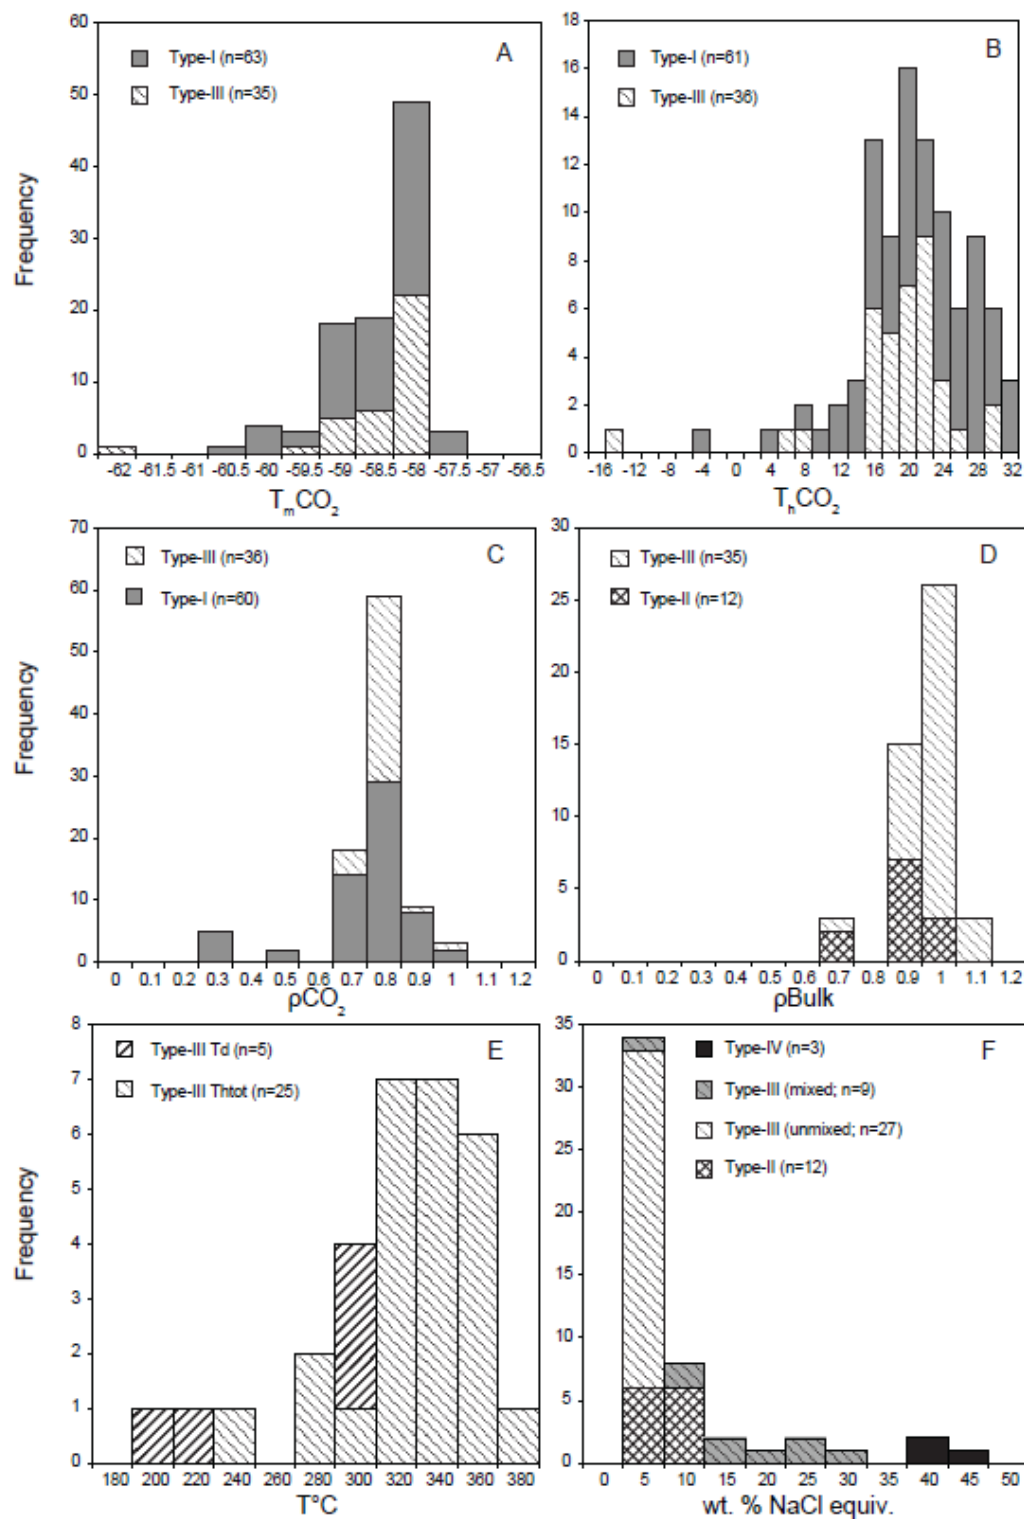 60
50
40
30
20
10
0
Frequency
Type-I (n=63)
Type-III (n=35)
A
-62 -61.5 -61 -60.5 -60 -59.5 -59 -58.5 -58 -57.5 -57 -56.5
TmCO2
18
16
14
12
10
8
6
4
2
0
Type-I (n=61)
Type-III (n=36)
B
-16 -12 -8 -4 0 4 8 12 16 20 24 28 32
ThCO2
70
60
50
40
30
20
10
0
Frequency
Type-III (n=36)
Type-I (n=60)
C
0 0.1 0.2 0.3 0.4 0.5 0.6 0.7 0.8 0.9 1 1.1 1.2
ρCO2
30
25
20
15
10
5
0
Type-III (n=35)
Type-II (n=12)
D
0 0.1 0.2 0.3 0.4 0.5 0.6 0.7 0.8 0.9 1 1.1 1.2
ρBulk
8
7
6
5
4
3
2
1
0
Frequency
Type-III Td (n=5)
Type-III Thtot (n=25)
E
180 200 220 240 260 280 300 320 340 360 380
T°C
35
30
25
20
15
10
5
0
Type-IV (n=3)
Type-III (mixed; n=9)
Type-III (unmixed; n=27)
Type-II (n=12)
F
0 5 10 15 20 25 30 35 40 45 50
wt. % NaCl equiv.